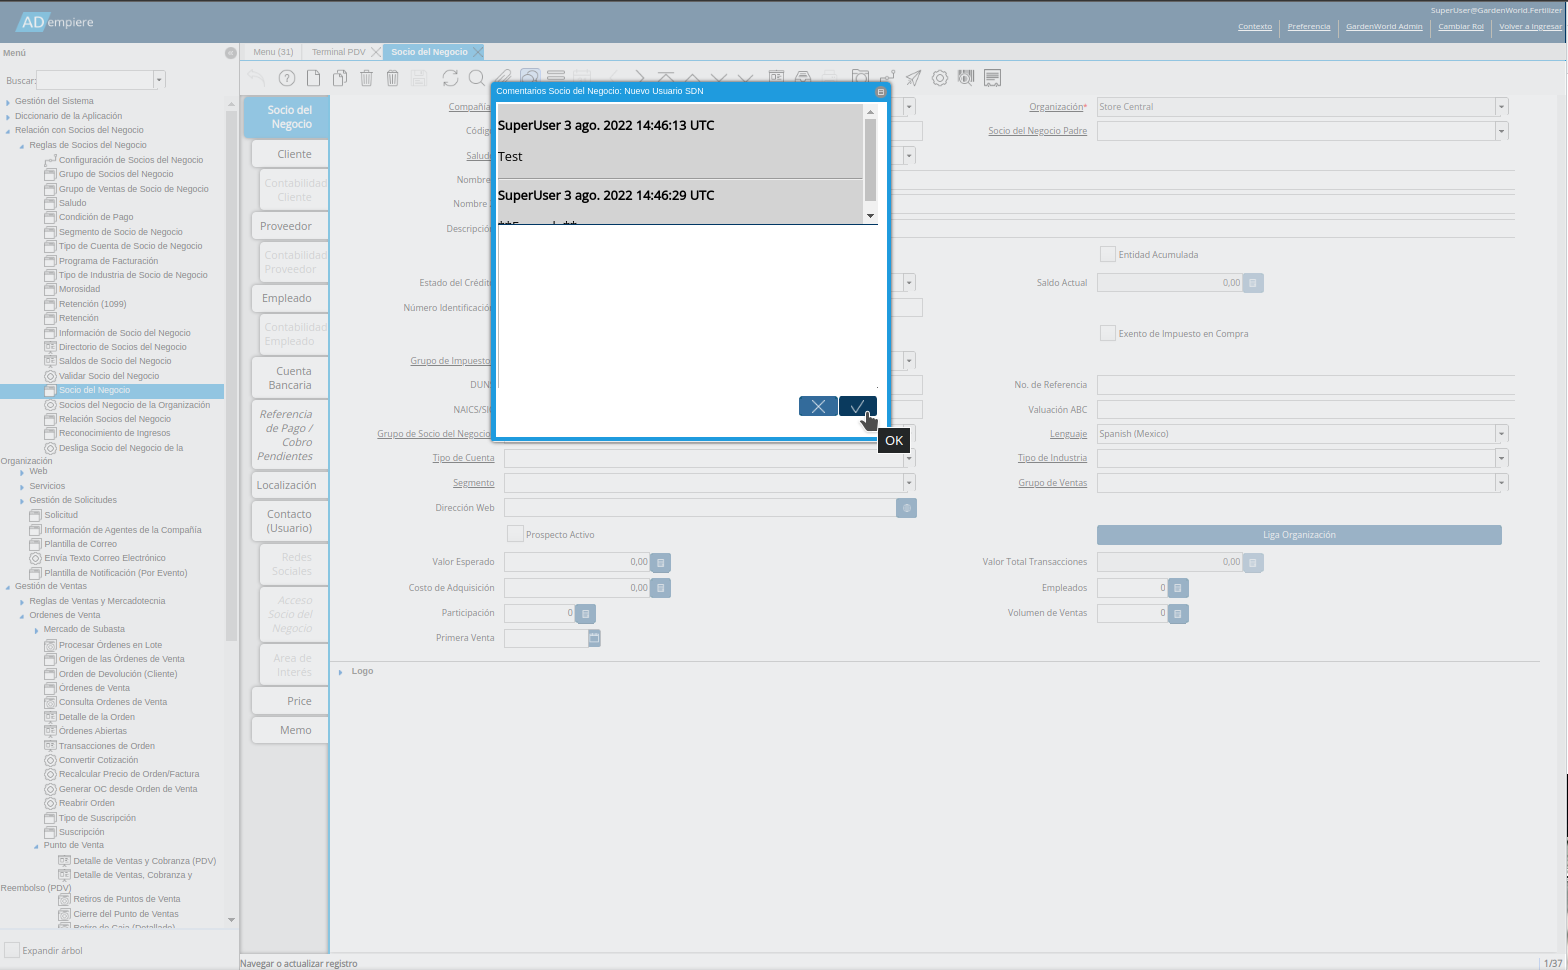 ADempiere
SuperUser@GardenWorld.Fertilizer
Contexto
Preferencia
GardenWorld Admin
Cambiar Rol
Volver a Ingresar
Menú
Buscar:
Gestión del Sistema
Diccionario de la Aplicación
Relación con Socios del Negocio
Reglas de Socios del Negocio
Configuración de Socios del Negocio
Grupo de Socios del Negocio
Grupo de Ventas de Socio de Negocio
Saludo
Condición de Pago
Segmento de Socio de Negocio
Tipo de Cuenta de Socio de Negocio
Programa de Facturación
Tipo de Industria de Socio de Negocio
Morosidad
Retención (1099)
Retención
Información de Socio del Negocio
Directorio de Socios del Negocio
Saldos de Socio del Negocio
Validar Socio del Negocio
Socio del Negocio
Socios del Negocio de la Organización
Relación Socios del Negocio
Reconocimiento de Ingresos
Desliga Socio del Negocio de la
Organización
Web
Servicios
Gestión de Solicitudes
Solicitud
Información de Agentes de la Compañía
Plantilla de Correo
Envía Texto Correo Electrónico
Plantilla de Notificación (Por Evento)
Gestión de Ventas
Reglas de Ventas y Mercadotecnia
Ordenes de Venta
Mercado de Subasta
Procesar Órdenes en Lote
Origen de las Órdenes de Venta
Orden de Devolución (Cliente)
Órdenes de Venta
Consulta Ordenes de Venta
Detalle de la Orden
Órdenes Abiertas
Transacciones de Orden
Convertir Cotización
Recalcular Precio de Orden/Factura
Generar OC desde Orden de Venta
Reabrir Orden
Tipo de Suscripción
Suscripción
Punto de Venta
Detalle de Ventas y Cobranza (PDV)
Detalle de Ventas, Cobranza y
Reembolso (PDV)
Retiros de Puntos de Venta
Cierre del Punto de Ventas
Retiro de Caja (Detallado)
Expandir árbol
Menu (31)
Terminal PDV
Socio del Negocio
Socio del
Negocio
Cliente
Contabilidad
Cliente
Proveedor
Contabilidad
Proveedor
Empleado
Contabilidad
Empleado
Cuenta
Bancaria
Referencia
de Pago /
Cobro
Pendientes
Localización
Contacto
(Usuario)
Redes
Sociales
Acceso
Socio del
Negocio
Area de
Interés
Price
Memo
Comentarios Socio del Negocio: Nuevo Usuario SDN
SuperUser 3 ago. 2022 14:46:13 UTC
Test
SuperUser 3 ago. 2022 14:46:29 UTC
OK
Compañía
Organización*
Store Central
Códig
Socio del Negocio Padre
Salud
Nombre
Nombre
Descripció
Entidad Acumulada
Estado del Crédit
Saldo Actual
0,00
Número Identificació
Exento de Impuesto en Compra
Grupo de Impuesto
DUN
No. de Referencia
NAICS/SI
Valuación ABC
Grupo de Socio del Negocio
Lenguaje
Spanish (Mexico)
Tipo de Cuenta
Tipo de Industria
Segmento
Grupo de Ventas
Dirección Web
Prospecto Activo
Liga Organización
Valor Esperado
0,00
Valor Total Transacciones
0,00
Costo de Adquisición
0,00
Empleados
0
Participación
0
Volumen de Ventas
0
Primera Venta
Logo
Navegar o actualizar registro
1/37